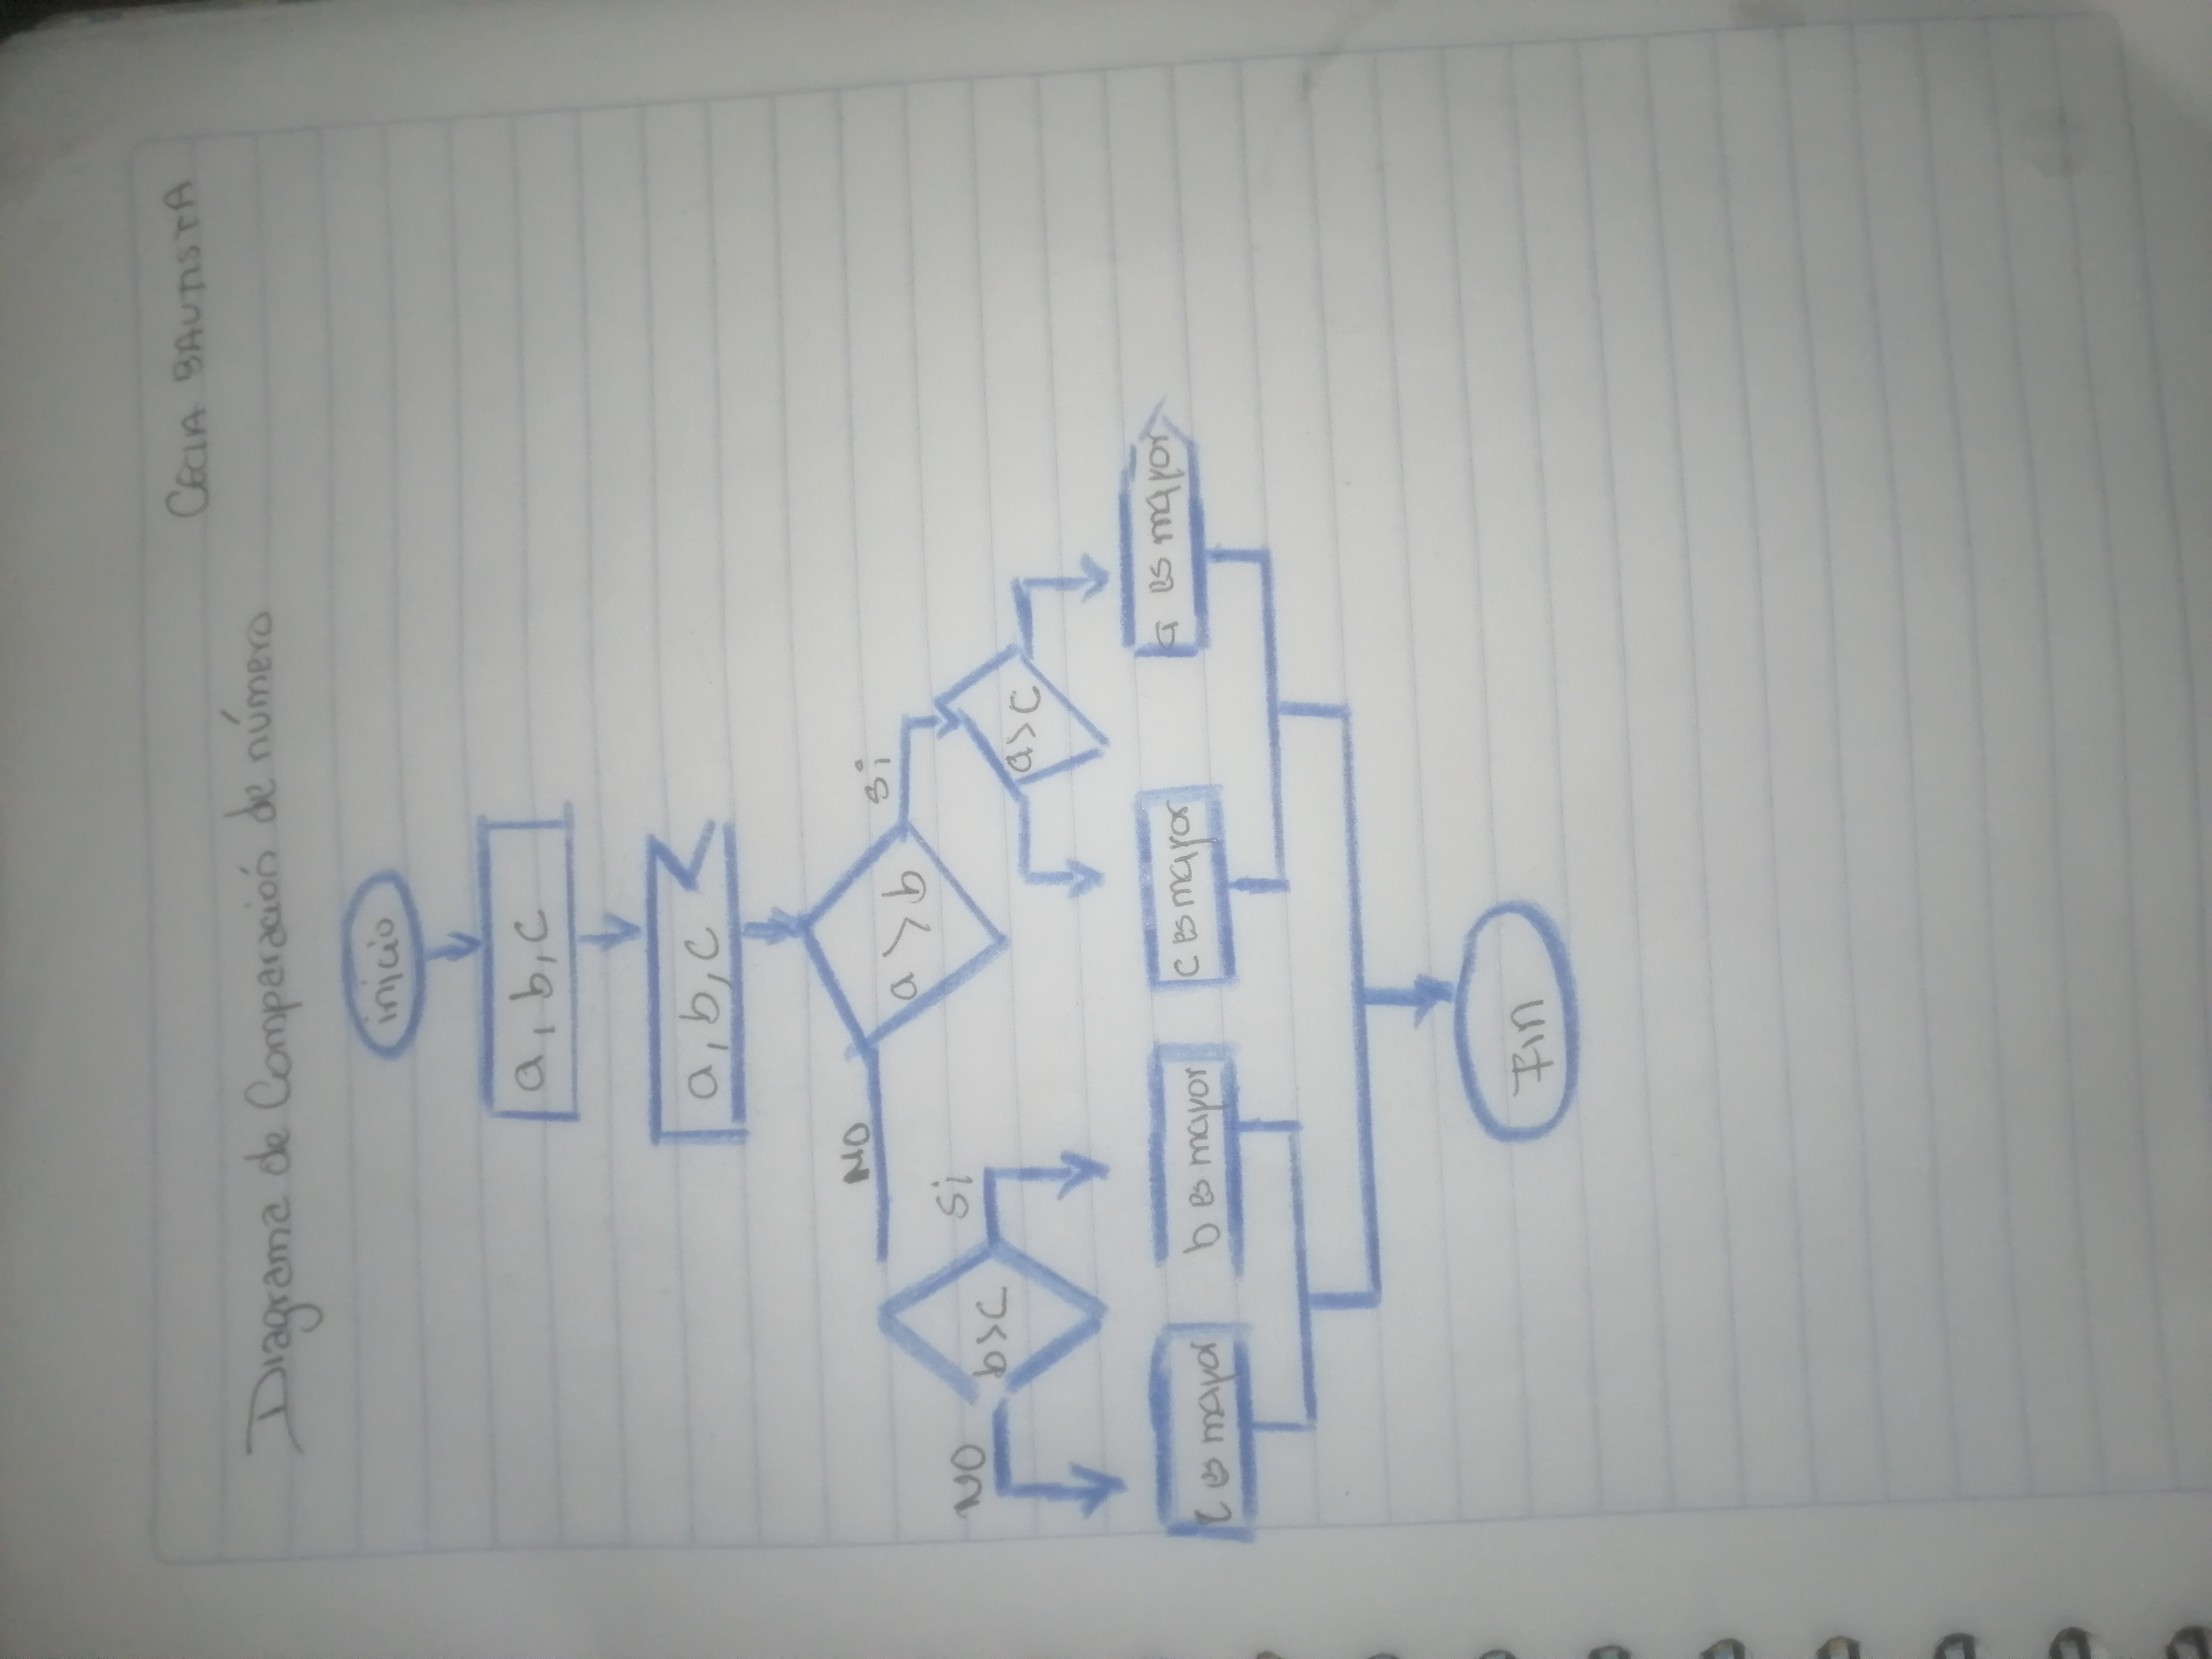 CECIA BAUTISTA
Diagrama de Comparación de número
inicio
a, b, c
a, b, c
NO
a > b
si
NO
b>c
Si
a>c
c es mayor
b es mayor
c es mayor
a es mayor
Fin